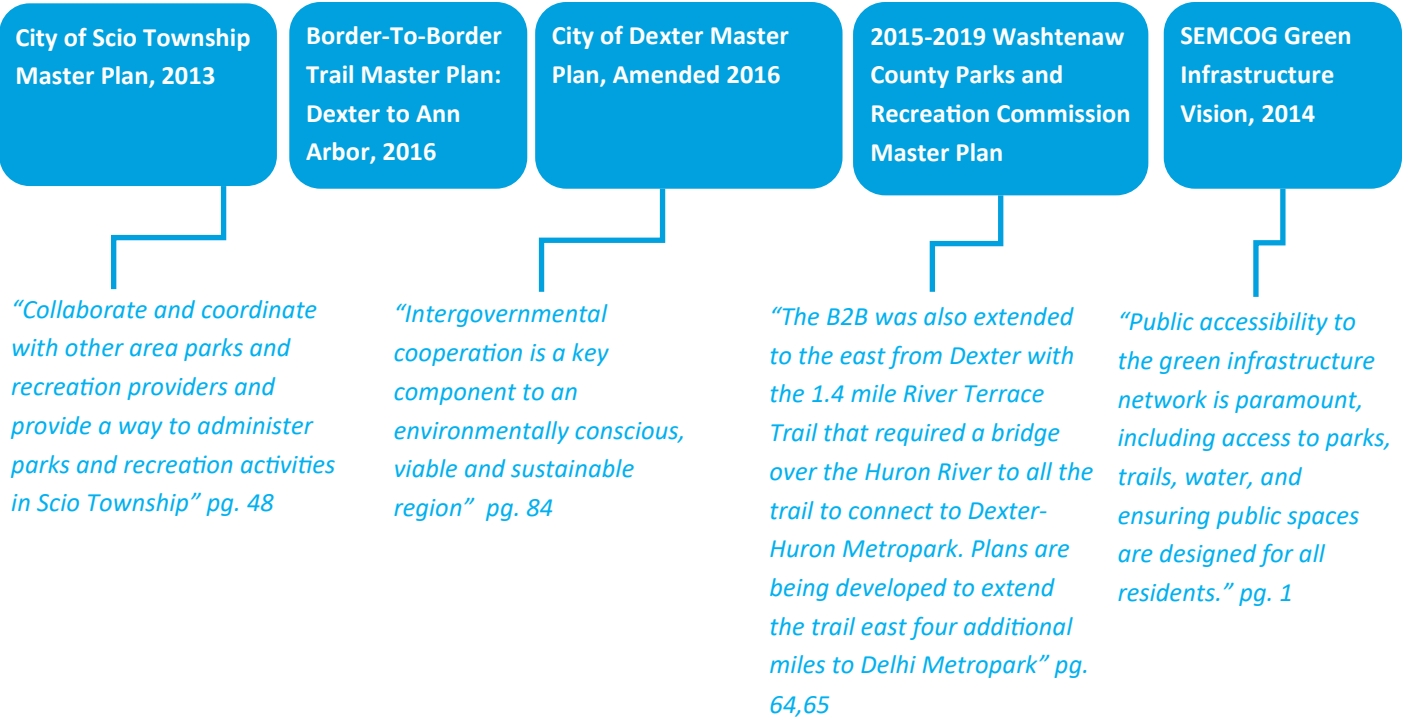 City of Scio Township
Master Plan, 2013
Border-To-Border
Trail Master Plan:
Dexter to Ann
Arbor, 2016
City of Dexter Master
Plan, Amended 2016
2015-2019 Washtenaw
County Parks and
Recreation Commission
Master Plan
SEMCOG Green
Infrastructure
Vision, 2014
“Collaborate and coordinate
with other area parks and
recreation providers and
provide a way to administer
parks and recreation activities
in Scio Township” pg. 48
“Intergovernmental
cooperation is a key
component to an
environmentally conscious,
viable and sustainable
region” pg. 84
“The B2B was also extended
to the east from Dexter with
the 1.4 mile River Terrace
Trail that required a bridge
over the Huron River to all the
trail to connect to Dexter-
Huron Metropark. Plans are
being developed to extend
the trail east four additional
miles to Delhi Metropark” pg.
64,65
“Public accessibility to
the green infrastructure
network is paramount,
including access to parks,
trails, water, and
ensuring public spaces
are designed for all
residents.” pg. 1